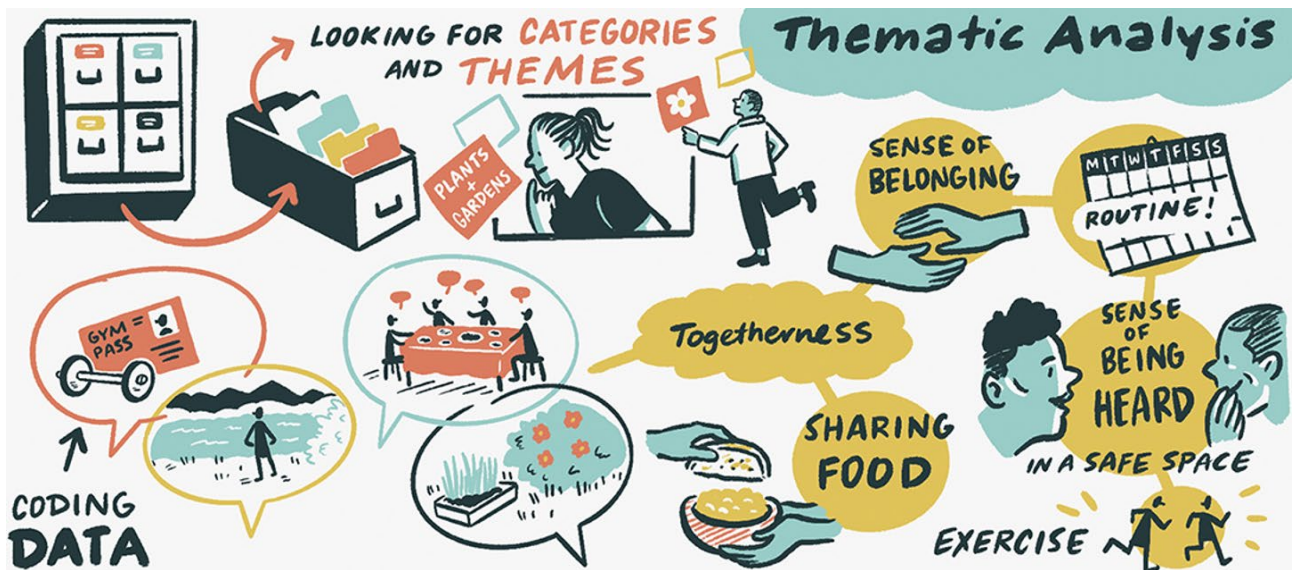 LOOKING FOR CATEGORIES
AND THEMES
Thematic Analysis
PLANTS
+
GARDENS
SENSE OF
BELONGING
M T W T F S S
ROUTINE!
GYM
PASS
Togetherness
SENSE
OF
BEING
HEARD
IN A SAFE SPACE
SHARING
FOOD
CODING
DATA
EXERCISE